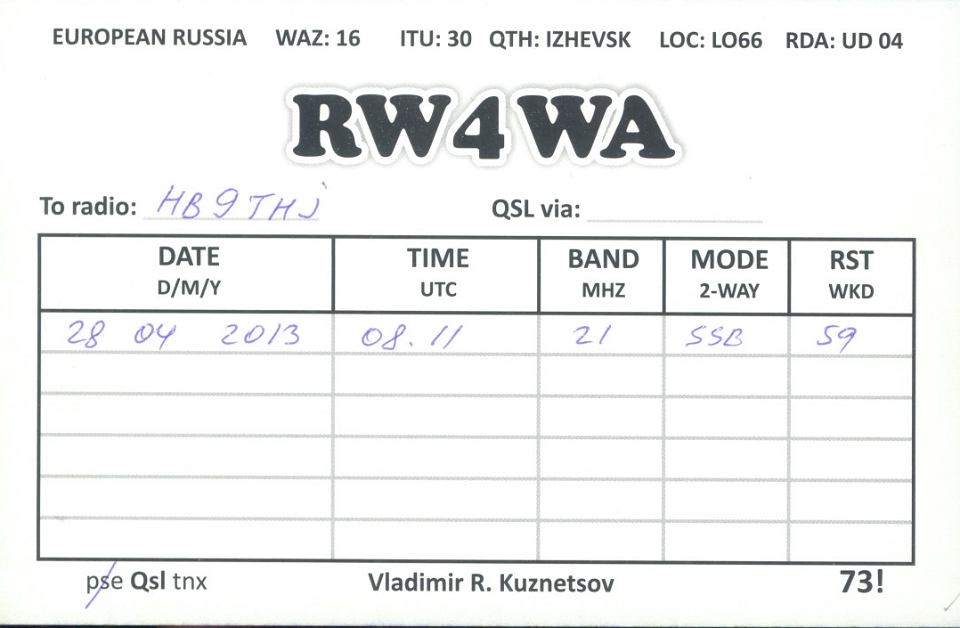 EUROPEAN RUSSIA WAZ: 16 ITU: 30 QTH: IZHEVSK LOC: LO66 RDA: UD 04
RW4WA
To radio: HB9THJ QSL via:
DATE TIME BAND MODE RST
D/M/Y UTC MHZ 2-WAY WKD
28 04 2013 08.11 21 SSB 59
pse Qsl tnx Vladimir R. Kuznetsov 73!